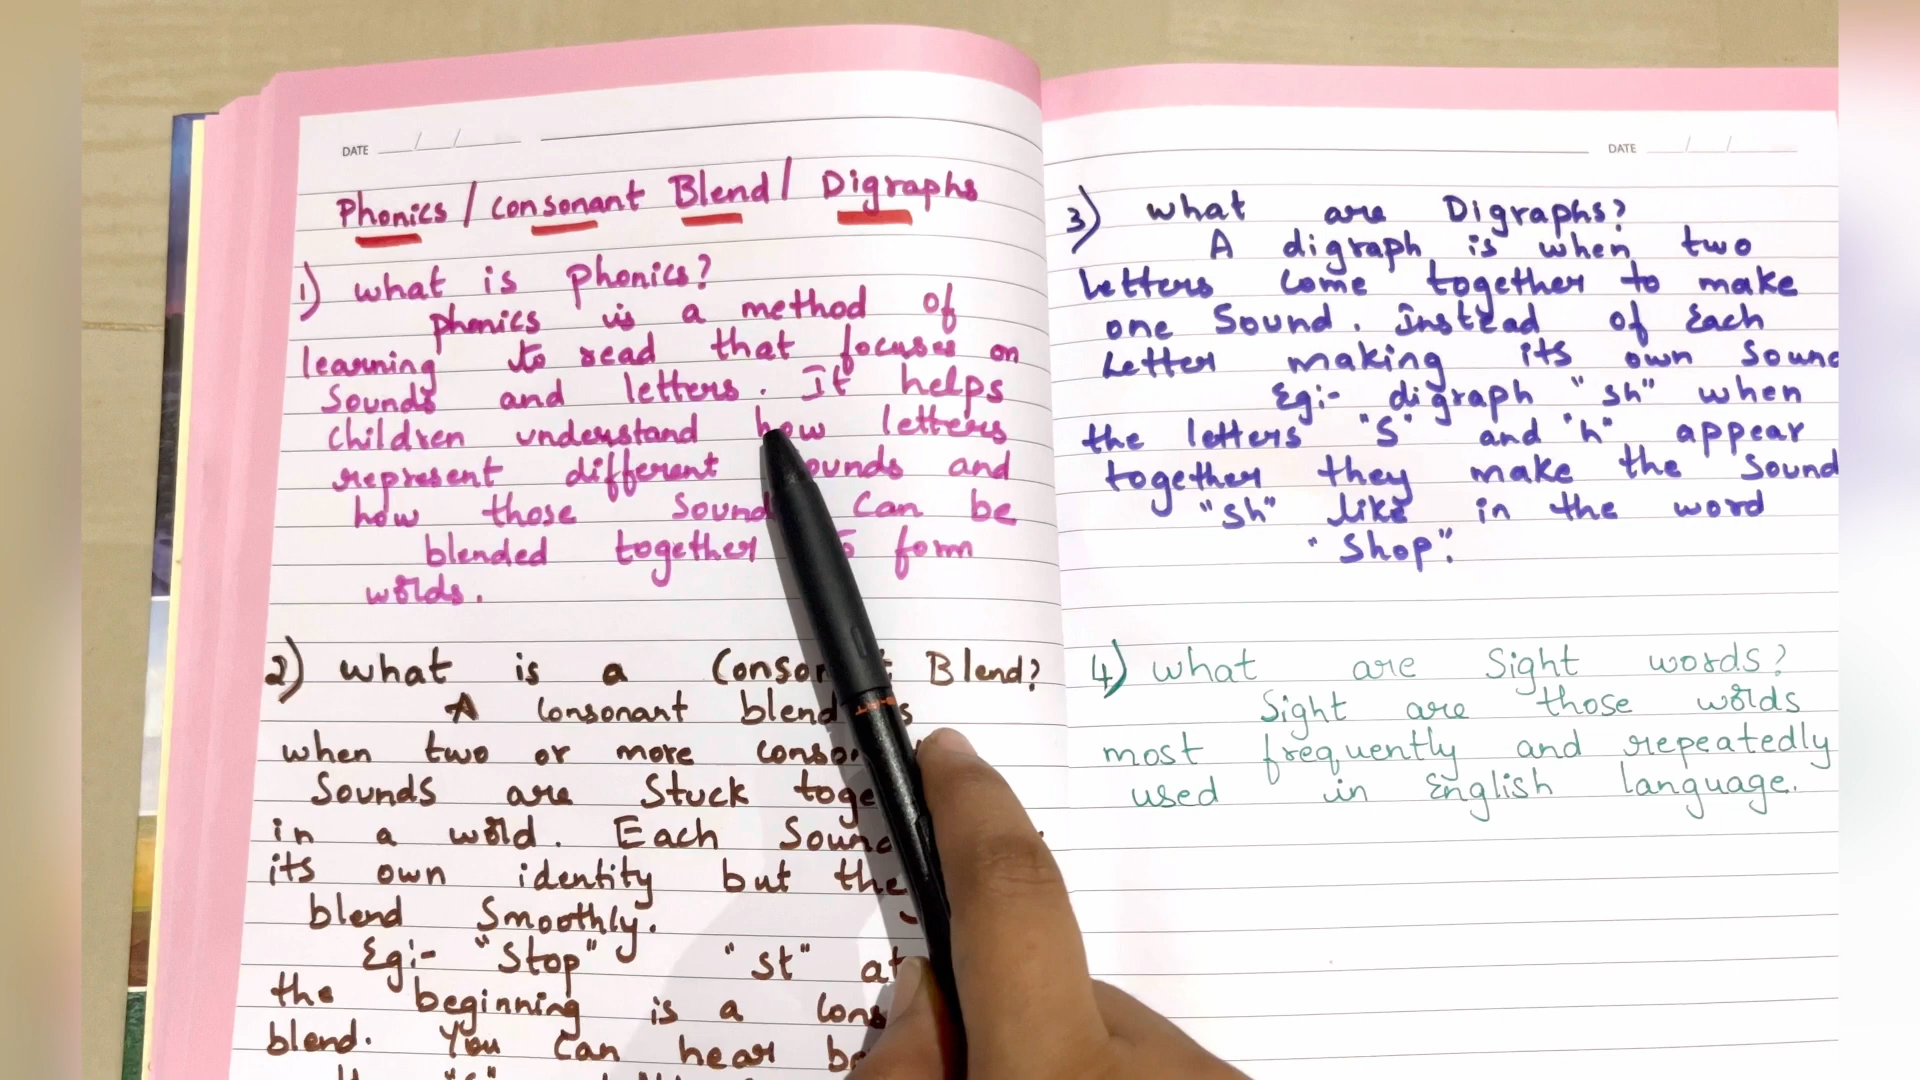 DATE
Phonics / Consonant Blend / Digraphs
1) what is phonics?
phonics is a method of
learning to read that focuses on
Sounds and letters. It helps
children understand how letters
represent different sounds and
how those sound can be
blended together form
words.
2) what is a Blend?
A consonant blend is
when two or more
Sounds are stuck
in a word. Each
its own identity but
blend Smoothly.
Eg:- "Stop" "st" at
the beginning is a
blend. You can hear
DATE
3) what are Digraphs?
A digraph is when two
letters come together to make
one Sound. Instead of Each
Letter making its own Sound
Eg:- digraph "sh" when
the letters "S" and "h" appear
together they make the Sound
"Sh" like in the word
"Shop".
4) what are Sight words?
Sight are those words
most frequently and repeatedly
used in English language.